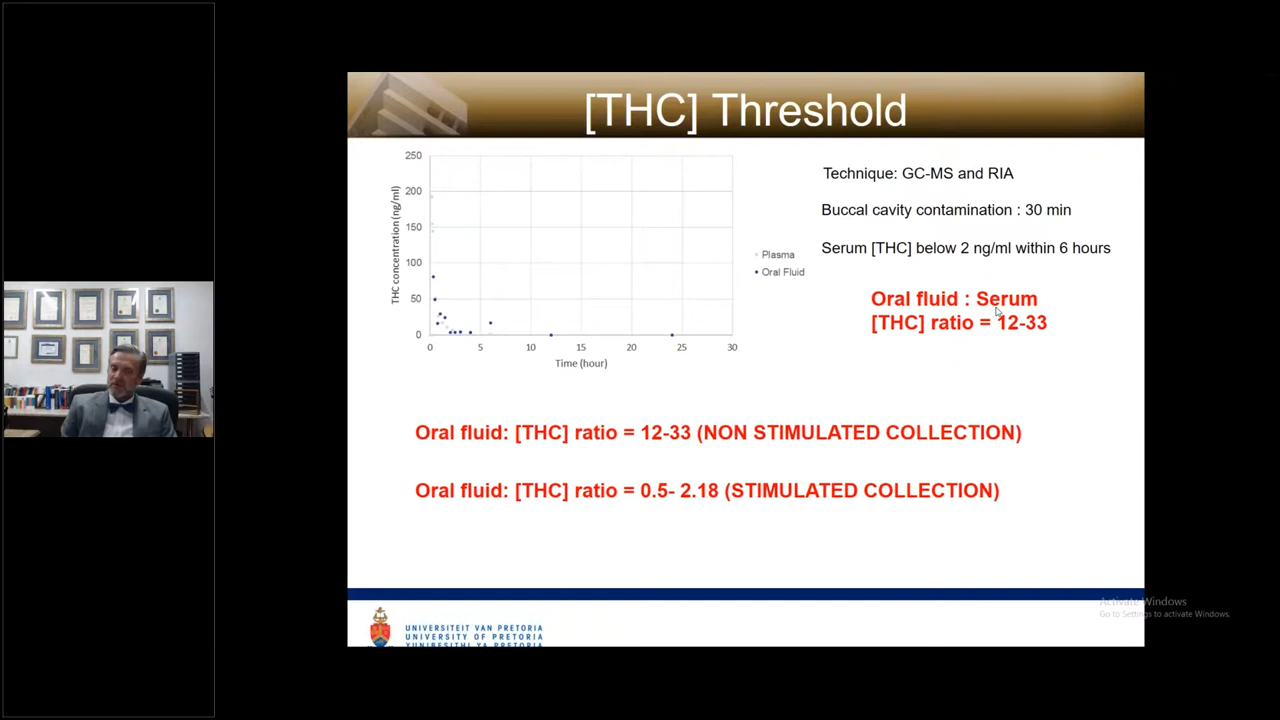 [THC] Threshold
250
200
150
100
50
0
THC concentration (ng/ml)
0 5 10 15 20 25 30
Time (hour)
Plasma
Oral Fluid
Technique: GC-MS and RIA
Buccal cavity contamination : 30 min
Serum [THC] below 2 ng/ml within 6 hours
Oral fluid : Serum
[THC] ratio = 12-33
Oral fluid: [THC] ratio = 12-33 (NON STIMULATED COLLECTION)
Oral fluid: [THC] ratio = 0.5- 2.18 (STIMULATED COLLECTION)
UNIVERSITEIT VAN PRETORIA
UNIVERSITY OF PRETORIA
YUNIBESITHI YA PRETORIA
Activate Windows
Go to Settings to activate Windows.